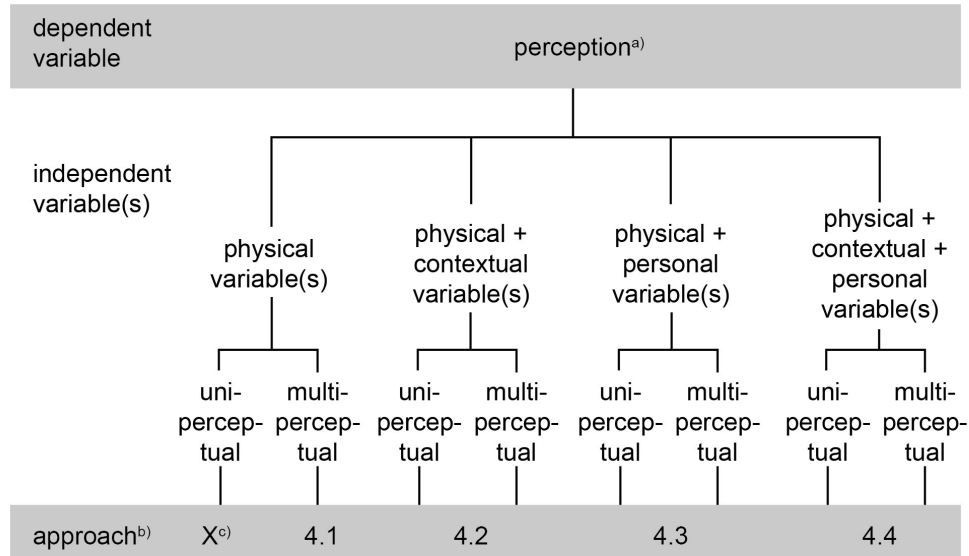 dependent
variable
perceptionᵃ⁾
independent
variable(s)
physical
variable(s)
physical +
contextual
variable(s)
physical +
personal
variable(s)
physical +
contextual +
personal
variable(s)
uni-
percep-
tual
multi-
percep-
tual
uni-
percep-
tual
multi-
percep-
tual
uni-
percep-
tual
multi-
percep-
tual
uni-
percep-
tual
multi-
percep-
tual
approachᵇ⁾ Xᶜ⁾ 4.1 4.2 4.3 4.4